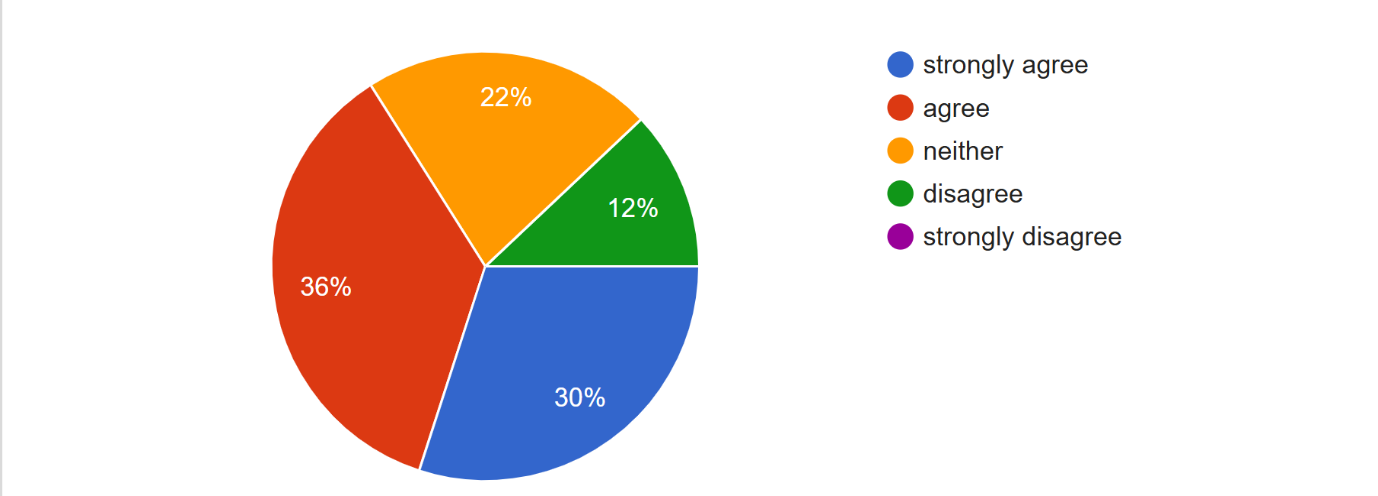 22%
12%
36%
30%
strongly agree
agree
neither
disagree
strongly disagree